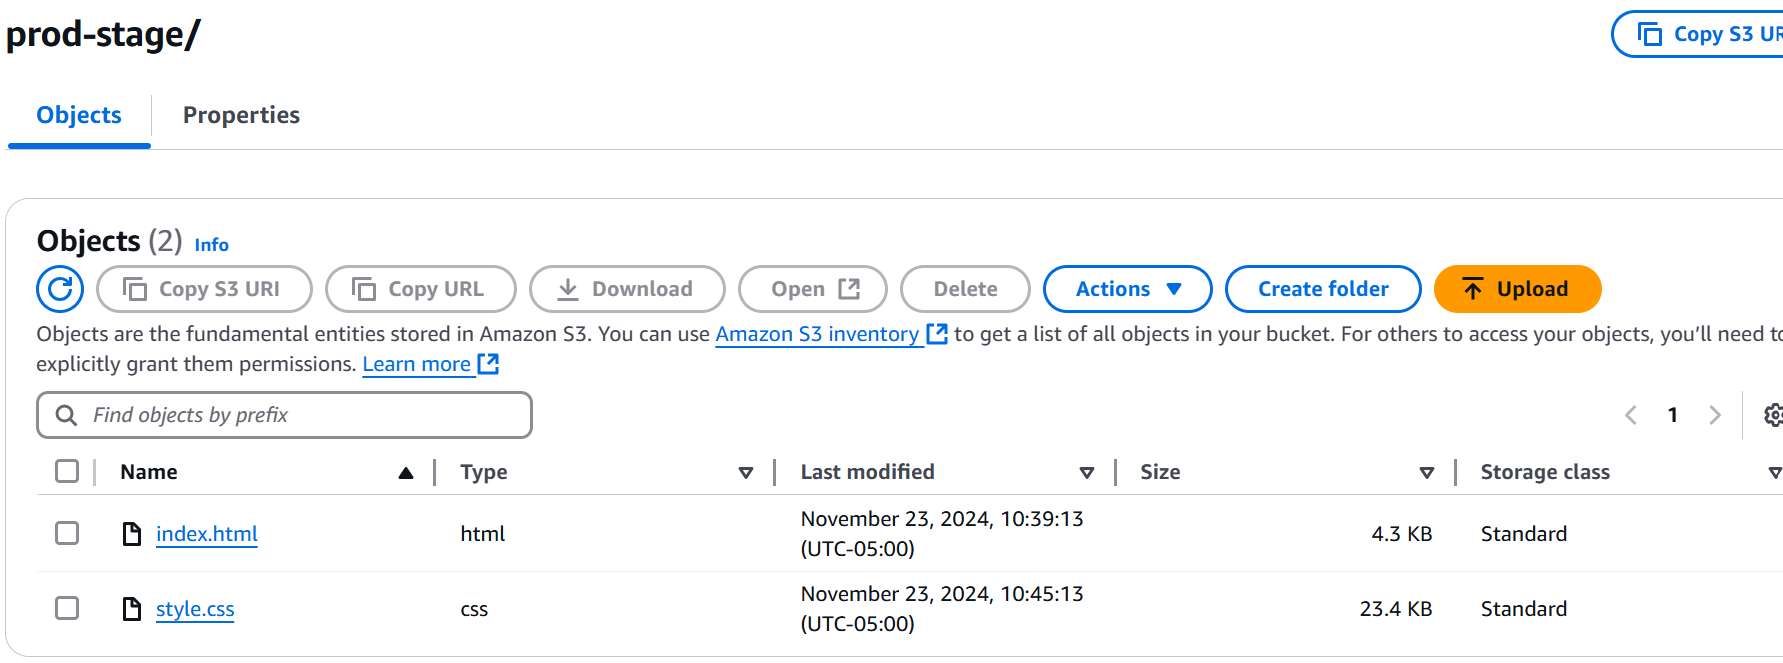 prod-stage/
Copy S3 UR
Objects
Properties
Objects (2) Info
Copy S3 URI
Copy URL
Download
Open
Delete
Actions
Create folder
Upload
Objects are the fundamental entities stored in Amazon S3. You can use Amazon S3 inventory to get a list of all objects in your bucket. For others to access your objects, you’ll need to
explicitly grant them permissions. Learn more
Find objects by prefix
1
Name Type Last modified Size Storage class
index.html html November 23, 2024, 10:39:13 (UTC-05:00) 4.3 KB Standard
style.css css November 23, 2024, 10:45:13 (UTC-05:00) 23.4 KB Standard